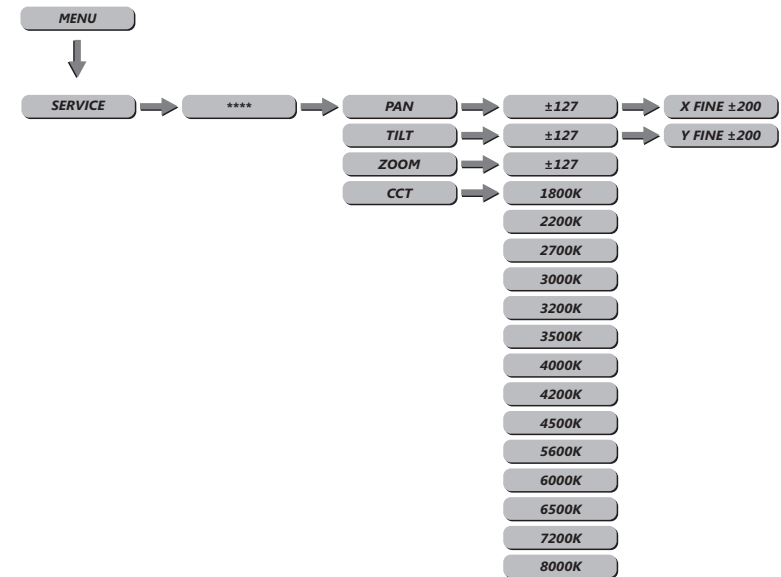 MENU
SERVICE **** PAN ±127 X FINE ±200
TILT ±127 Y FINE ±200
ZOOM ±127
CCT 1800K
2200K
2700K
3000K
3200K
3500K
4000K
4200K
4500K
5600K
6000K
6500K
7200K
8000K